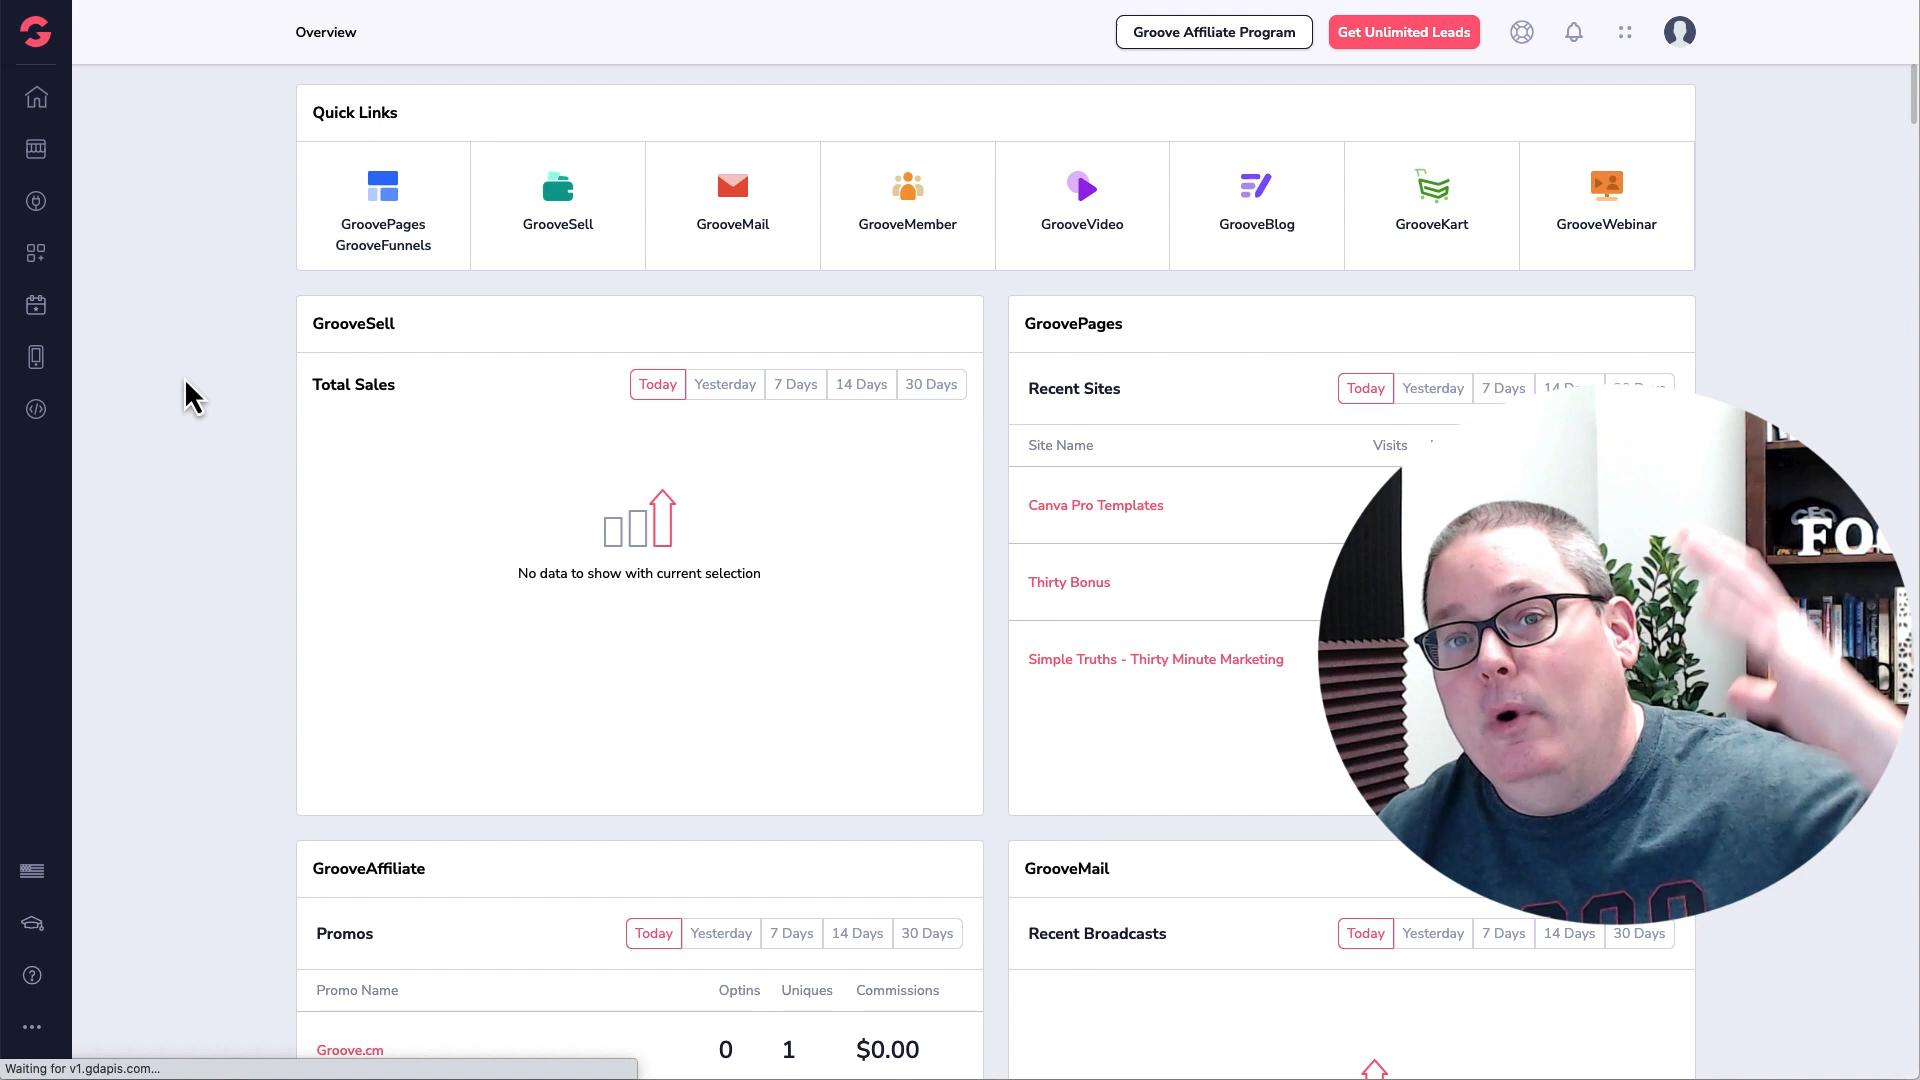 Overview
Groove Affiliate Program
Get Unlimited Leads
Quick Links
GroovePages
GrooveFunnels
GrooveSell
GrooveMail
GrooveMember
GrooveVideo
GrooveBlog
GrooveKart
GrooveWebinar
GrooveSell
Total Sales
Today Yesterday 7 Days 14 Days 30 Days
No data to show with current selection
GroovePages
Recent Sites
Today Yesterday 7 Days
Site Name Visits
Canva Pro Templates
Thirty Bonus
Simple Truths - Thirty Minute Marketing
GrooveAffiliate
Promos
Today Yesterday 7 Days 14 Days 30 Days
Promo Name Optins Uniques Commissions
Groove.cm 0 1 $0.00
GrooveMail
Recent Broadcasts
Today Yesterday 7 Days 14 Days 30 Days
Waiting for v1.gdapis.com...